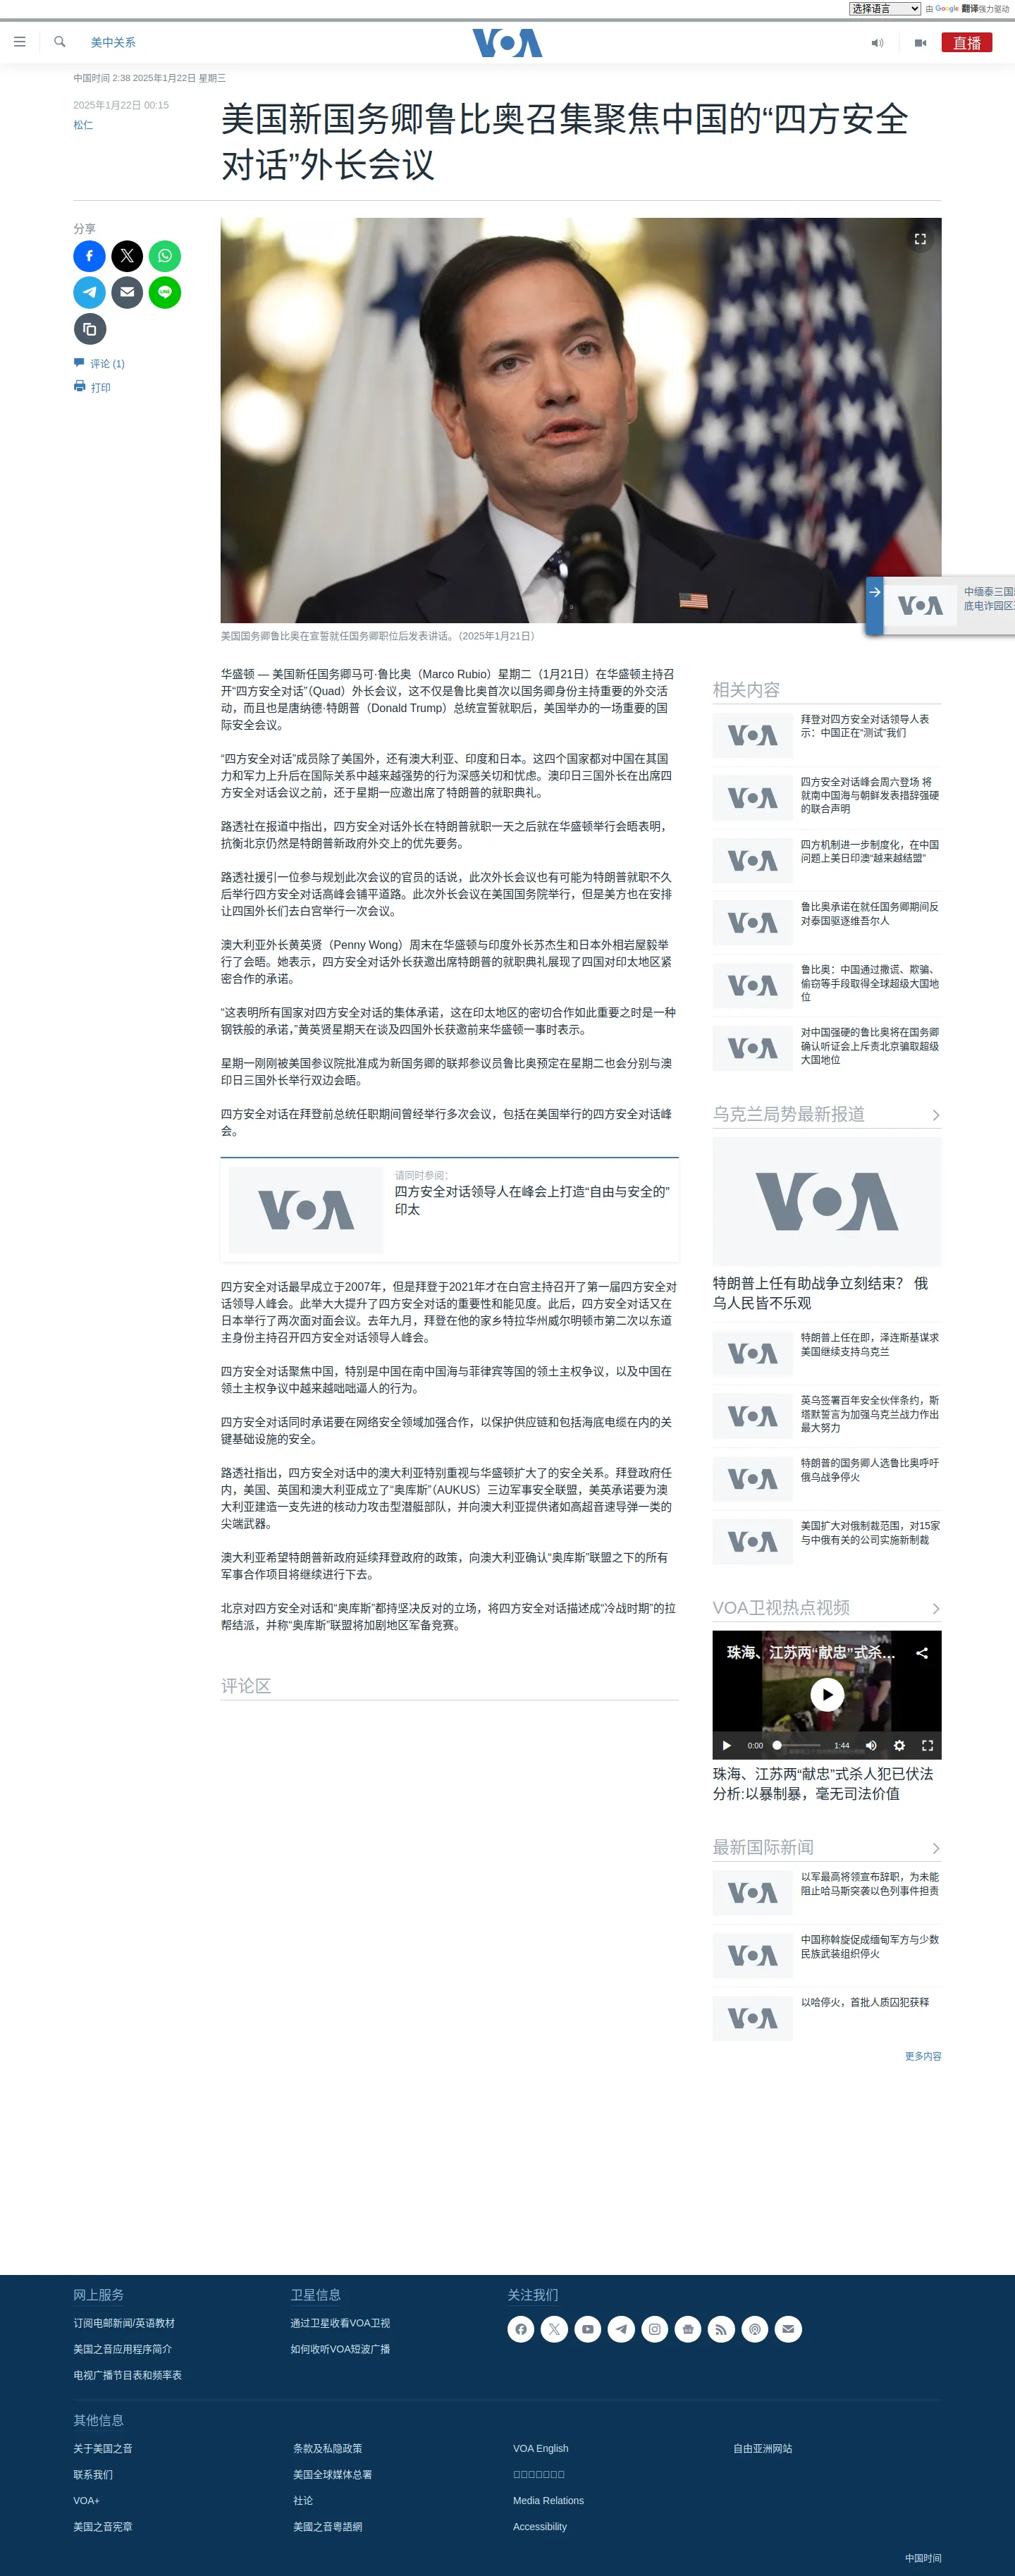 选择语言
由 Google 翻译强力驱动
美中关系
VOA
直播
中国时间 2:38 2025年1月22日 星期三
2025年1月22日 00:15
松仁
美国新国务卿鲁比奥召集聚焦中国的“四方安全
对话”外长会议
分享
LINE
评论 (1)
打印
中缅泰三国
底电诈园区
美国国务卿鲁比奥在宣誓就任国务卿职位后发表讲话。（2025年1月21日）
华盛顿 — 美国新任国务卿马可·鲁比奥（Marco Rubio）星期二（1月21日）在华盛顿主持召
开“四方安全对话”（Quad）外长会议，这不仅是鲁比奥首次以国务卿身份主持重要的外交活
动，而且也是唐纳德·特朗普（Donald Trump）总统宣誓就职后，美国举办的一场重要的国
际安全会议。
“四方安全对话”成员除了美国外，还有澳大利亚、印度和日本。这四个国家都对中国在其国
力和军力上升后在国际关系中越来越强势的行为深感关切和忧虑。澳印日三国外长在出席四
方安全对话会议之前，还于星期一应邀出席了特朗普的就职典礼。
路透社在报道中指出，四方安全对话外长在特朗普就职一天之后就在华盛顿举行会晤表明，
抗衡北京仍然是特朗普新政府外交上的优先要务。
路透社援引一位参与规划此次会议的官员的话说，此次外长会议也有可能为特朗普就职不久
后举行四方安全对话高峰会铺平道路。此次外长会议在美国国务院举行，但是美方也在安排
让四国外长们去白宫举行一次会议。
澳大利亚外长黄英贤（Penny Wong）周末在华盛顿与印度外长苏杰生和日本外相岩屋毅举
行了会晤。她表示，四方安全对话外长获邀出席特朗普的就职典礼展现了四国对印太地区紧
密合作的承诺。
“这表明所有国家对四方安全对话的集体承诺，这在印太地区的密切合作如此重要之时是一种
钢铁般的承诺，”黄英贤星期天在谈及四国外长获邀前来华盛顿一事时表示。
星期一刚刚被美国参议院批准成为新国务卿的联邦参议员鲁比奥预定在星期二也会分别与澳
印日三国外长举行双边会晤。
四方安全对话在拜登前总统任职期间曾经举行多次会议，包括在美国举行的四方安全对话峰
会。
VOA
请同时参阅：
四方安全对话领导人在峰会上打造“自由与安全的”
印太
四方安全对话最早成立于2007年，但是拜登于2021年才在白宫主持召开了第一届四方安全对
话领导人峰会。此举大大提升了四方安全对话的重要性和能见度。此后，四方安全对话又在
日本举行了两次面对面会议。去年九月，拜登在他的家乡特拉华州威尔明顿市第二次以东道
主身份主持召开四方安全对话领导人峰会。
四方安全对话聚焦中国，特别是中国在南中国海与菲律宾等国的领土主权争议，以及中国在
领土主权争议中越来越咄咄逼人的行为。
四方安全对话同时承诺要在网络安全领域加强合作，以保护供应链和包括海底电缆在内的关
键基础设施的安全。
路透社指出，四方安全对话中的澳大利亚特别重视与华盛顿扩大了的安全关系。拜登政府任
内，美国、英国和澳大利亚成立了“奥库斯”（AUKUS）三边军事安全联盟，美英承诺要为澳
大利亚建造一支先进的核动力攻击型潜艇部队，并向澳大利亚提供诸如高超音速导弹一类的
尖端武器。
澳大利亚希望特朗普新政府延续拜登政府的政策，向澳大利亚确认“奥库斯”联盟之下的所有
军事合作项目将继续进行下去。
北京对四方安全对话和“奥库斯”都持坚决反对的立场，将四方安全对话描述成“冷战时期”的拉
帮结派，并称“奥库斯”联盟将加剧地区军备竞赛。
评论区
相关内容
拜登对四方安全对话领导人表
示：中国正在“测试”我们
四方安全对话峰会周六登场 将
就南中国海与朝鲜发表措辞强硬
的联合声明
四方机制进一步制度化，在中国
问题上美日印澳“越来越结盟”
鲁比奥承诺在就任国务卿期间反
对泰国驱逐维吾尔人
鲁比奥：中国通过撒谎、欺骗、
偷窃等手段取得全球超级大国地
位
对中国强硬的鲁比奥将在国务卿
确认听证会上斥责北京骗取超级
大国地位
乌克兰局势最新报道
VOA
特朗普上任有助战争立刻结束？ 俄
乌人民皆不乐观
特朗普上任在即，泽连斯基谋求
美国继续支持乌克兰
英乌签署百年安全伙伴条约，斯
塔默誓言为加强乌克兰战力作出
最大努力
特朗普的国务卿人选鲁比奥呼吁
俄乌战争停火
美国扩大对俄制裁范围，对15家
与中俄有关的公司实施新制裁
VOA卫视热点视频
珠海、江苏两“献忠”式杀…
0:00
1:44
珠海、江苏两“献忠”式杀人犯已伏法
分析:以暴制暴，毫无司法价值
最新国际新闻
以军最高将领宣布辞职，为未能
阻止哈马斯突袭以色列事件担责
中国称斡旋促成缅甸军方与少数
民族武装组织停火
以哈停火，首批人质囚犯获释
更多内容
网上服务
订阅电邮新闻/英语教材
美国之音应用程序简介
电视广播节目表和频率表
卫星信息
通过卫星收看VOA卫视
如何收听VOA短波广播
关注我们
其他信息
关于美国之音
联系我们
VOA+
美国之音宪章
条款及私隐政策
美国全球媒体总署
社论
美國之音粵語網
VOA English
Media Relations
Accessibility
自由亚洲网站
中国时间